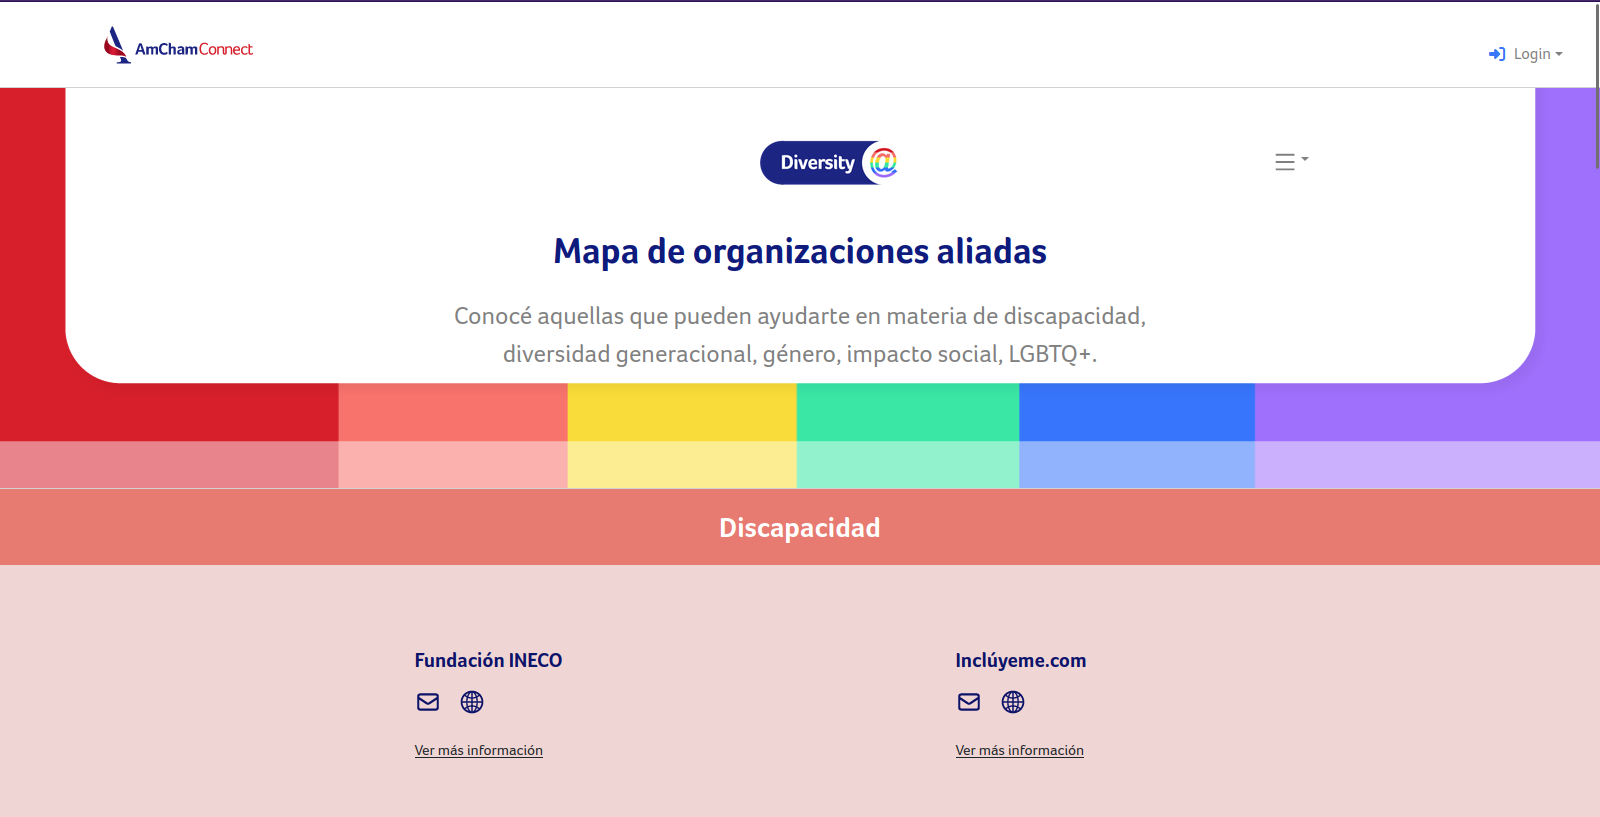 AmChamConnect
Login
Diversity @
Mapa de organizaciones aliadas
Conocé aquellas que pueden ayudarte en materia de discapacidad,
diversidad generacional, género, impacto social, LGBTQ+.
Discapacidad
Fundación INECO
Inclúyeme.com
Ver más información
Ver más información